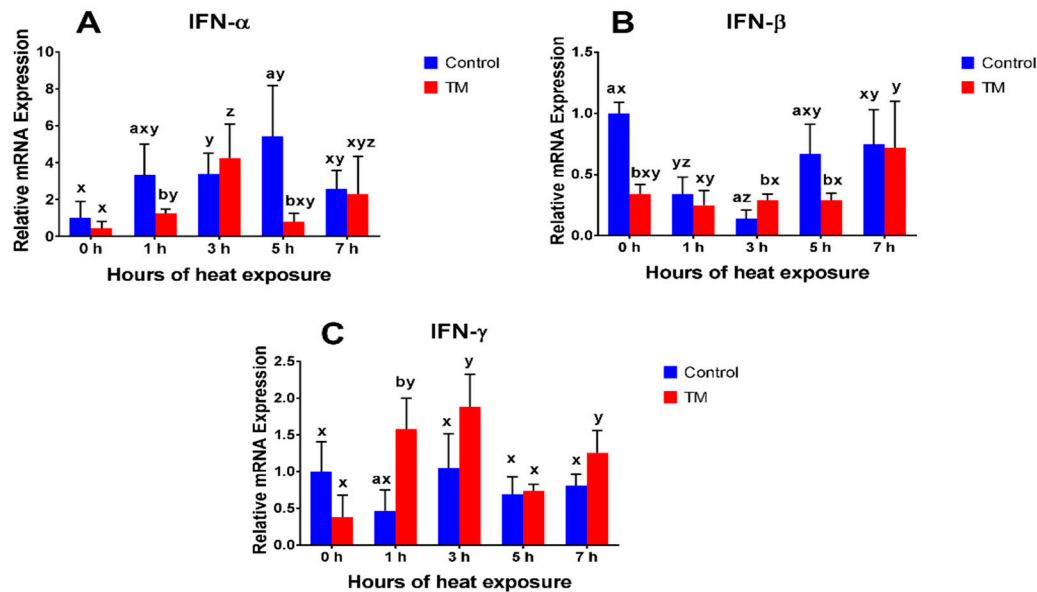 A
IFN-α
Relative mRNA Expression
10
8
6
4
2
0
x
x
axy
by
y
z
ay
bxy
xy
xyz
0 h
1 h
3 h
5 h
7 h
Hours of heat exposure
Control
TM
B
IFN-β
Relative mRNA Expression
1.5
1.0
0.5
0.0
ax
bxy
yz
xy
az
bx
axy
bx
xy
y
0 h
1 h
3 h
5 h
7 h
Hours of heat exposure
Control
TM
C
IFN-γ
Relative mRNA Expression
2.5
2.0
1.5
1.0
0.5
0.0
x
x
ax
by
x
y
x
x
x
y
0 h
1 h
3 h
5 h
7 h
Hours of heat exposure
Control
TM